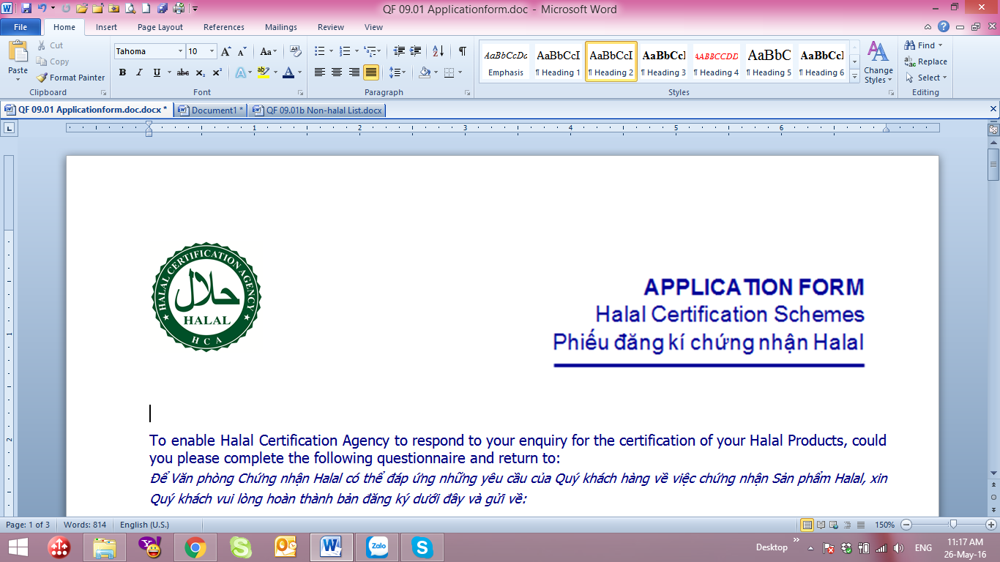 QF 09.01 Applicationform.doc - Microsoft Word
File Home Insert Page Layout References Mailings Review View
Paste
Cut
Copy
Format Painter
Clipboard
Tahoma 10
Font
Paragraph
AaBbCcDc AaBbCcI AaBbCcI AaBbCcI AABBCCDD AaBbC AaBbCcI
Emphasis ¶ Heading 1 ¶ Heading 2 ¶ Heading 3 ¶ Heading 4 ¶ Heading 5 ¶ Heading 6
Change Styles
Styles
Find
Replace
Select
Editing
QF 09.01 Applicationform.doc.docx * Document1 * QF 09.01b Non-halal List.docx
1 2 3 4 5 6
HALAL CERTIFICATION AGENCY
حلال
HALAL
HCA
APPLICATION FORM
Halal Certification Schemes
Phiếu đăng kí chứng nhận Halal
To enable Halal Certification Agency to respond to your enquiry for the certification of your Halal Products, could
you please complete the following questionnaire and return to:
Để Văn phòng Chứng nhận Halal có thể đáp ứng những yêu cầu của Quý khách hàng về việc chứng nhận Sản phẩm Halal, xin
Quý khách vui lòng hoàn thành bản đăng ký dưới đây và gửi về:
Page: 1 of 3 Words: 814 English (U.S.) 150%
Zalo
Desktop ENG 11:17 AM
26-May-16